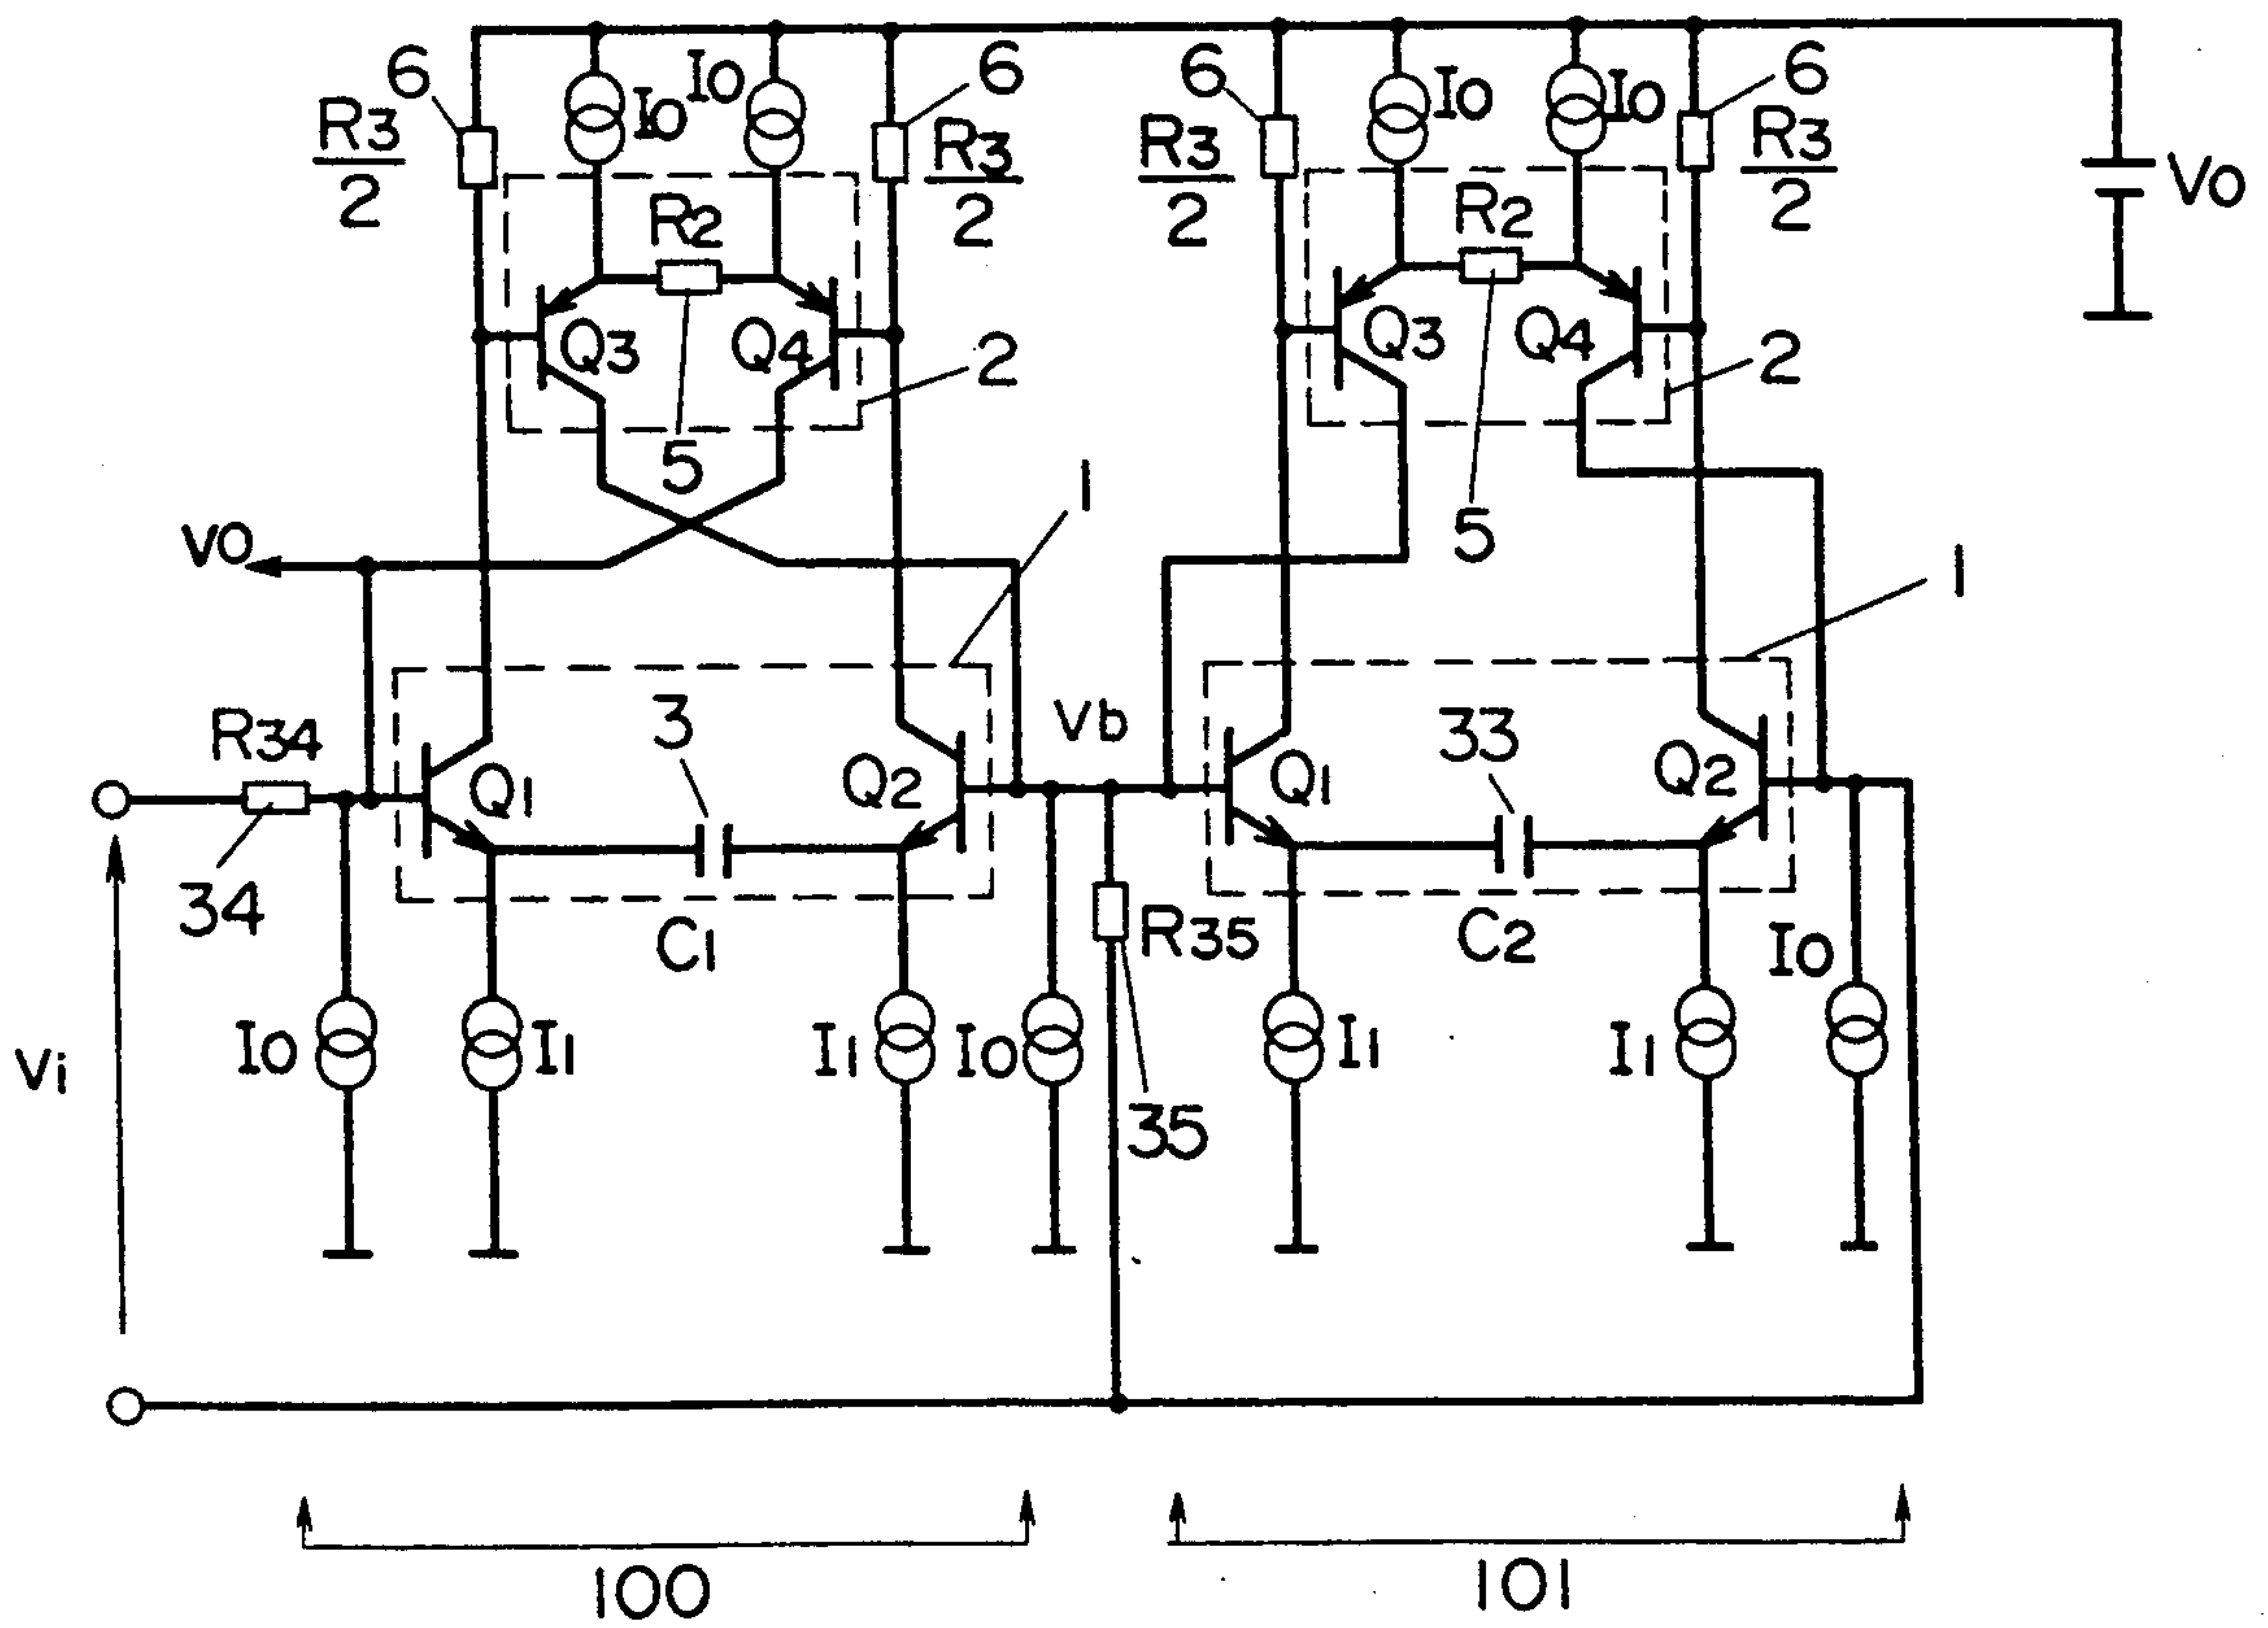 6 Io Io 6 6 Io Io 6
R3/2 R3/2 R3/2 R3/2 Vo
R2 R2
Q3 Q4 2 Q3 Q4 2
5 1 5 1
vo
R34 3 Vb 33
Q1 Q2 Q1 Q2
34 C1 R35 C2 Io
Vi Io I1 I1 Io I1 I1
35
100 101